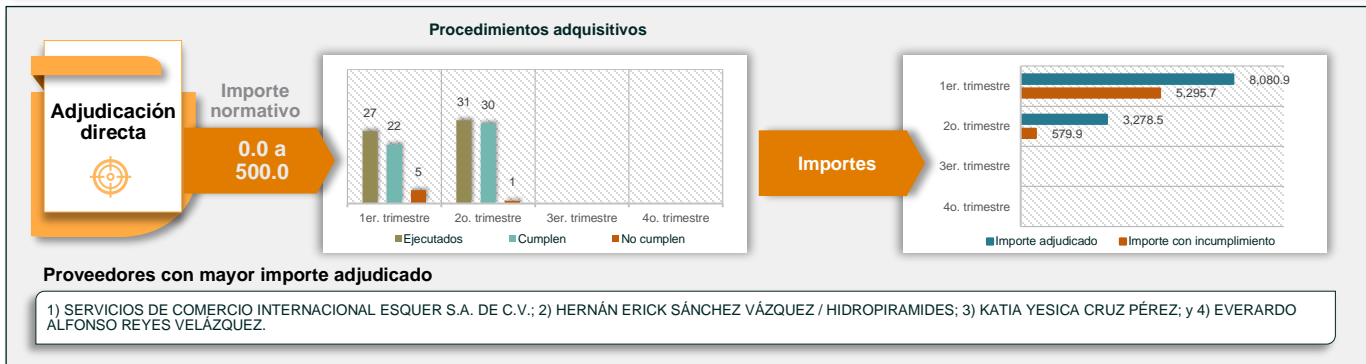 Procedimientos adquisitivos
Adjudicación
directa
Importe
normativo
0.0 a
500.0
27
22
5
31
30
1
1er. trimestre
2o. trimestre
3er. trimestre
4o. trimestre
Ejecutados
Cumplen
No cumplen
Importes
1er. trimestre
8,080.9
5,295.7
2o. trimestre
3,278.5
579.9
3er. trimestre
4o. trimestre
Importe adjudicado
Importe con incumplimiento
Proveedores con mayor importe adjudicado
1) SERVICIOS DE COMERCIO INTERNACIONAL ESQUER S.A. DE C.V.; 2) HERNÁN ERICK SÁNCHEZ VÁZQUEZ / HIDROPIRAMIDES; 3) KATIA YESICA CRUZ PÉREZ; y 4) EVERARDO
ALFONSO REYES VELÁZQUEZ.